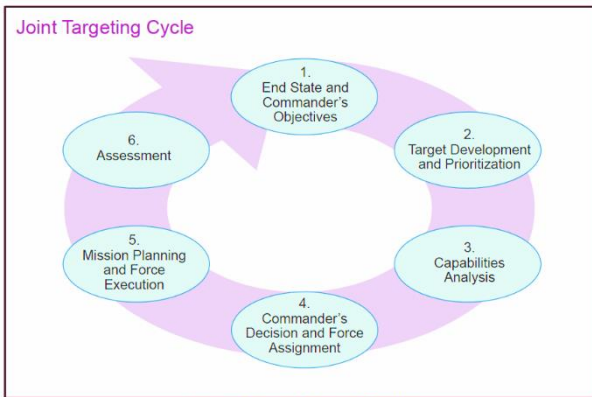 Joint Targeting Cycle
1.
End State and
Commander's
Objectives
2.
Target Development
and Prioritization
3.
Capabilities
Analysis
4.
Commander's
Decision and Force
Assignment
5.
Mission Planning
and Force
Execution
6.
Assessment